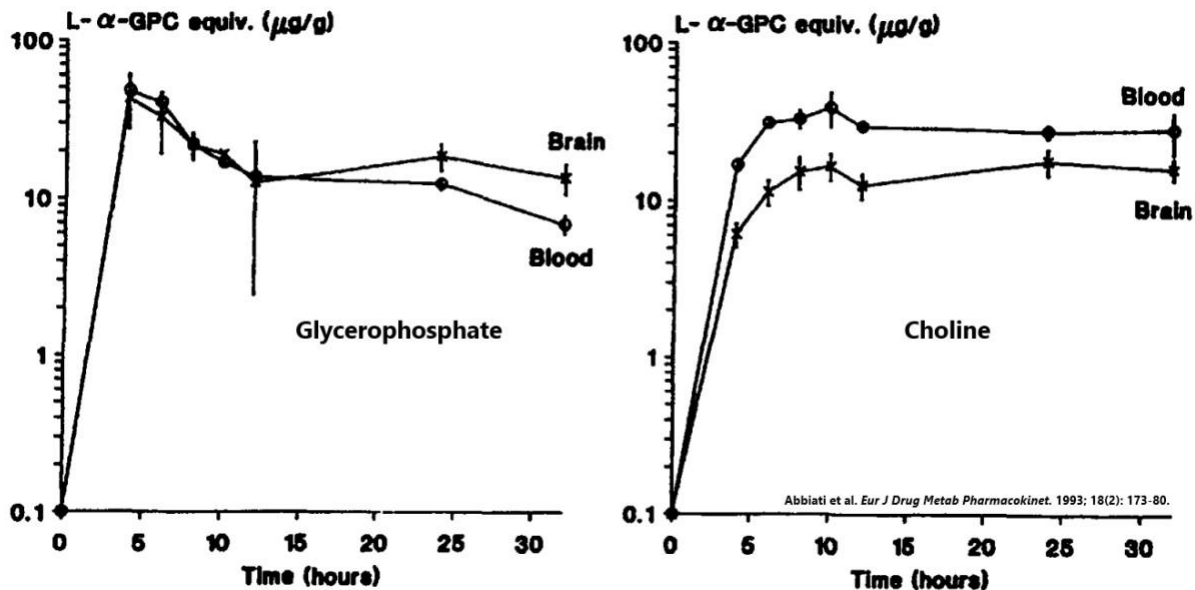 L- α-GPC equiv. (μg/g)
100
10
1
0.1
Brain
Blood
Glycerophosphate
0 5 10 15 20 25 30
Time (hours)
L- α-GPC equiv. (μg/g)
100
10
1
0.1
Blood
Brain
Choline
Abbiati et al. Eur J Drug Metab Pharmacokinet. 1993; 18(2): 173-80.
0 5 10 15 20 25 30
Time (hours)